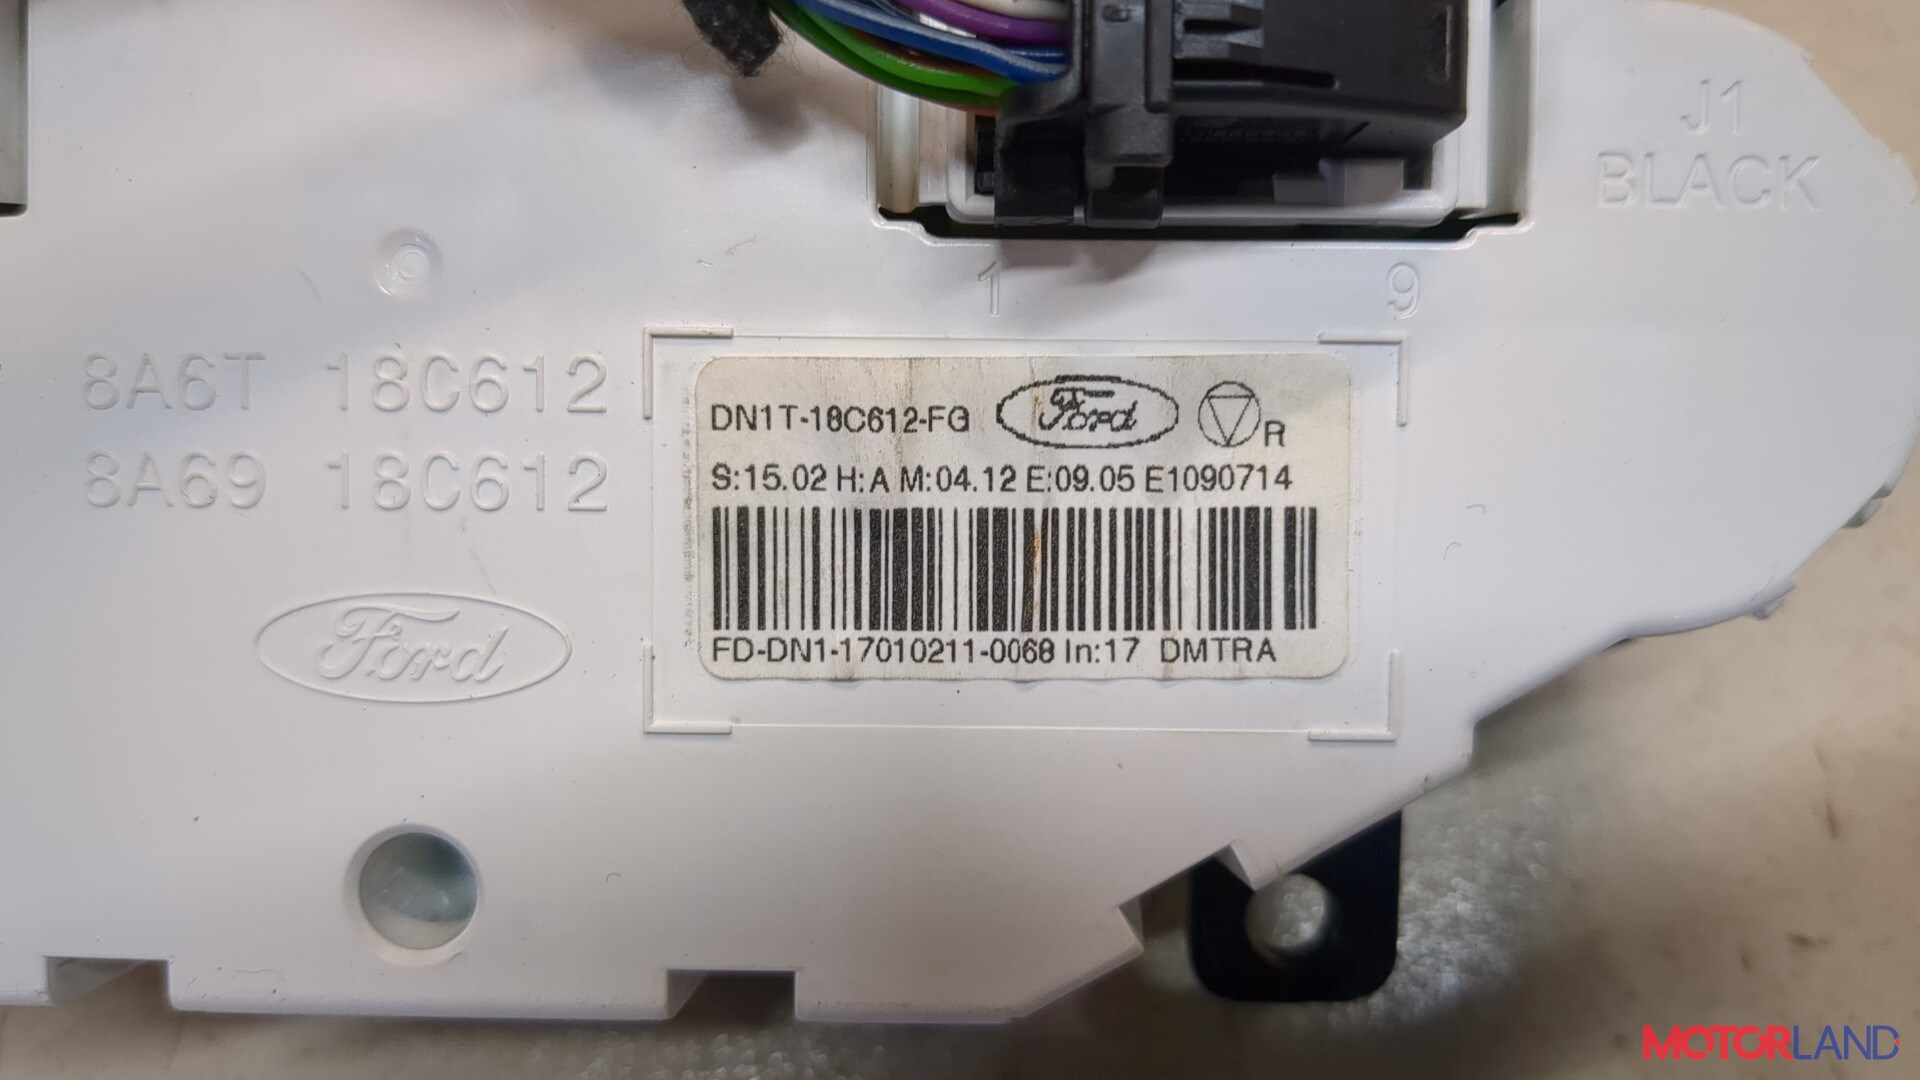 J1
BLACK
1
9
8A6T 18C612
8A69 18C612
Ford
DN1T-18C612-FG Ford R
S:15.02 H:A M:04.12 E:09.05 E1090714
FD-DN1-17010211-0068 In:17 DMTRA
MOTORLAND